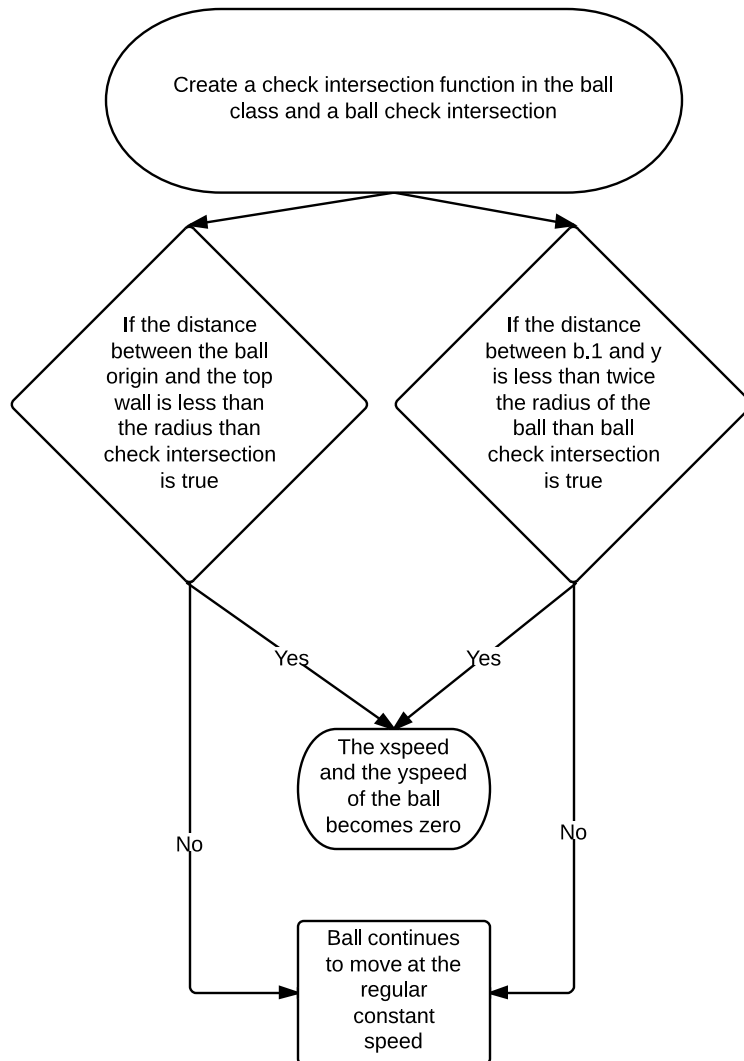 Create a check intersection function in the ball
class and a ball check intersection
If the distance
between the ball
origin and the top
wall is less than
the radius than
check intersection
is true
If the distance
between b.1 and y
is less than twice
the radius of the
ball than ball
check intersection
is true
Yes
Yes
The xspeed
and the yspeed
of the ball
becomes zero
No
No
Ball continues
to move at the
regular
constant
speed